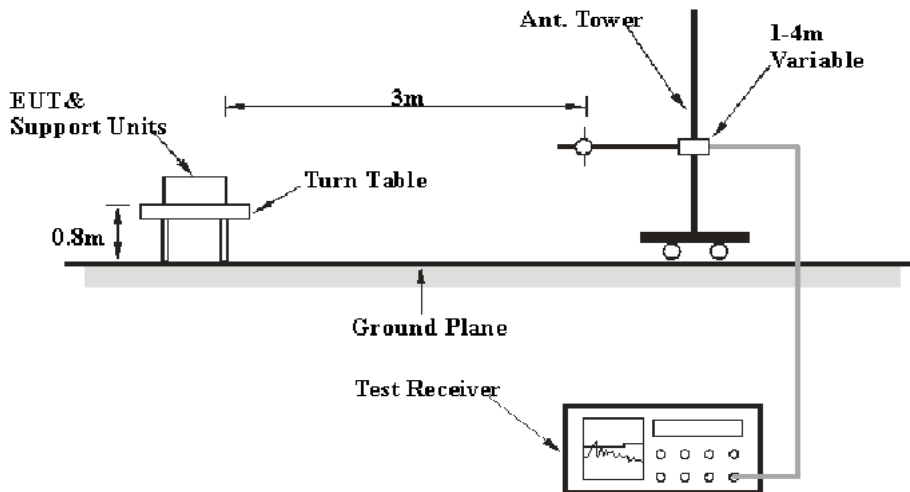 Ant. Tower
1-4m
Variable
3m
EUT&
Support Units
Turn Table
0.8m
Ground Plane
Test Receiver